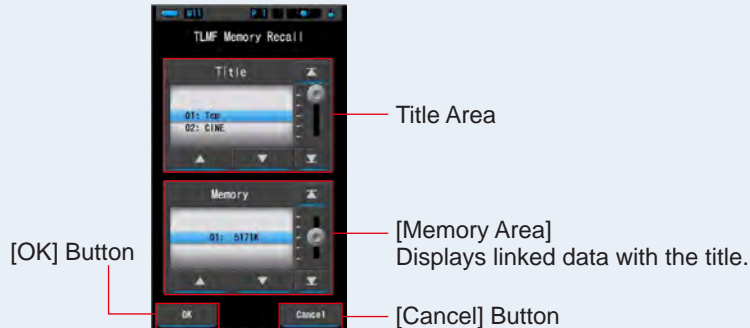 TLMF Memory Recall
Title
01: Tem
02: CINE
Title Area
Memory
01: 5171K
[Memory Area]
Displays linked data with the title.
[OK] Button
OK
Cancel
[Cancel] Button